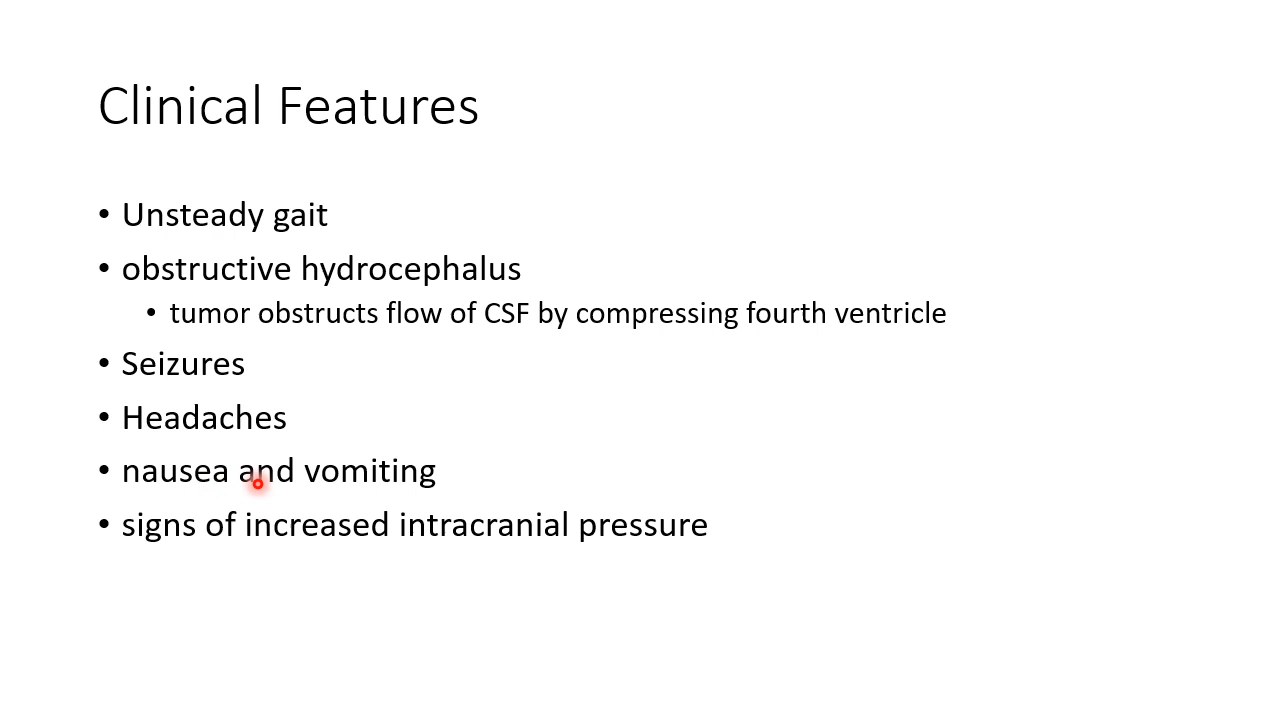 Clinical Features
• Unsteady gait
• obstructive hydrocephalus
• tumor obstructs flow of CSF by compressing fourth ventricle
• Seizures
• Headaches
• nausea and vomiting
• signs of increased intracranial pressure